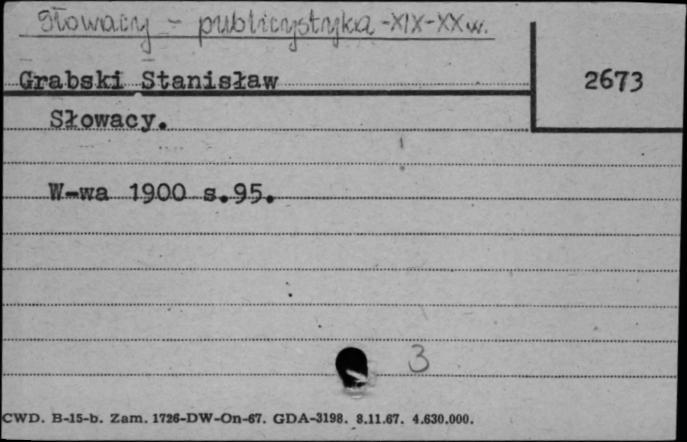 Słowacy - publicystyka - XIX-XX w.
Grabski Stanisław
2673
Słowacy.
W-wa 1900 s.95.
3
CWD. B-15-b. Zam. 1726-DW-On-67. GDA-3198. 8.11.67. 4.630.000.